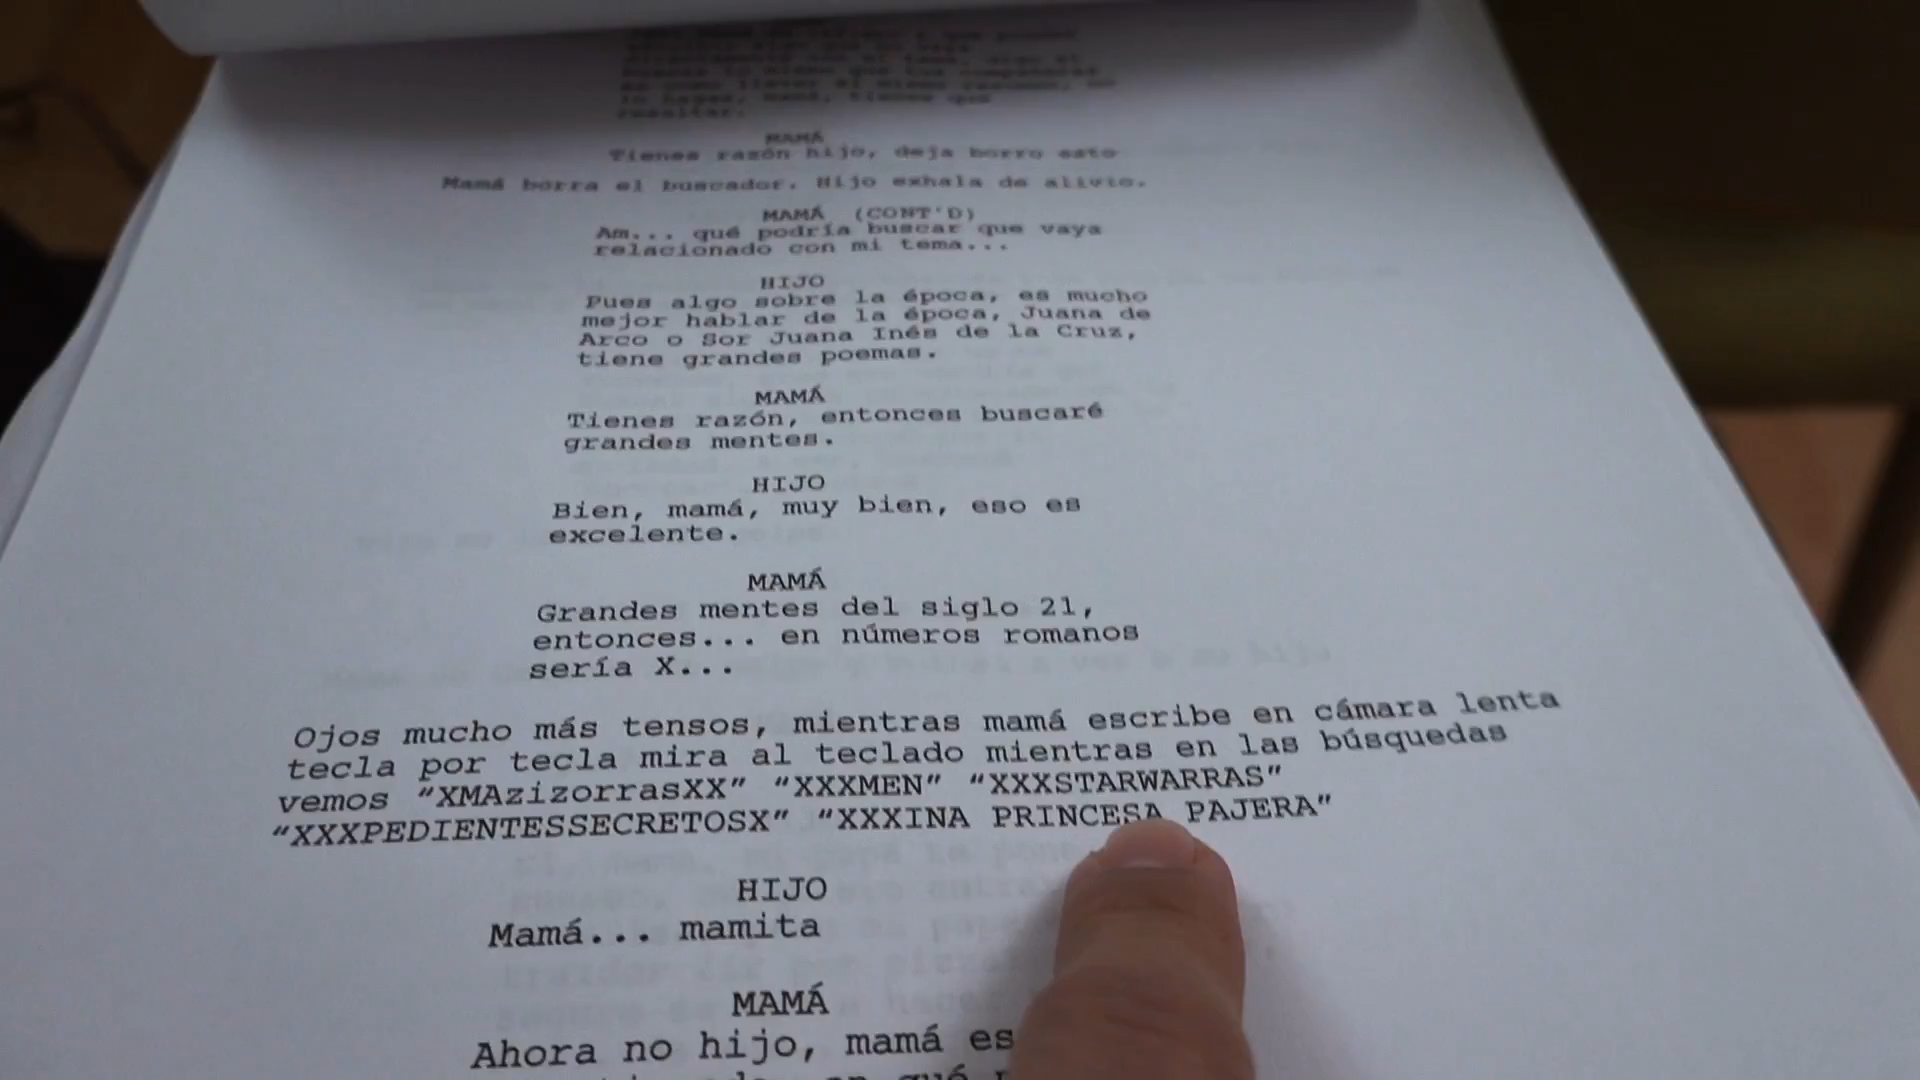 MAMÁ
Tienes razón hijo, deja borro esto
Mamá borra el buscador. Hijo exhala de alivio.
MAMÁ (CONT'D)
Am... qué podría buscar que vaya
relacionado con mi tema...
HIJO
Pues algo sobre la época, es mucho
mejor hablar de la época, Juana de
Arco o Sor Juana Inés de la Cruz,
tiene grandes poemas.
MAMÁ
Tienes razón, entonces buscaré
grandes mentes.
HIJO
Bien, mamá, muy bien, eso es
excelente.
MAMÁ
Grandes mentes del siglo 21,
entonces... en números romanos
sería X...
Ojos mucho más tensos, mientras mamá escribe en cámara lenta
tecla por tecla mira al teclado mientras en las búsquedas
vemos “XMAzizorrasXX” “XXXMEN” “XXXSTARWARRAS”
“XXXPEDIENTESSECRETOSX” “XXXINA PRINCESA PAJERA”
HIJO
Mamá... mamita
MAMÁ
Ahora no hijo, mamá es